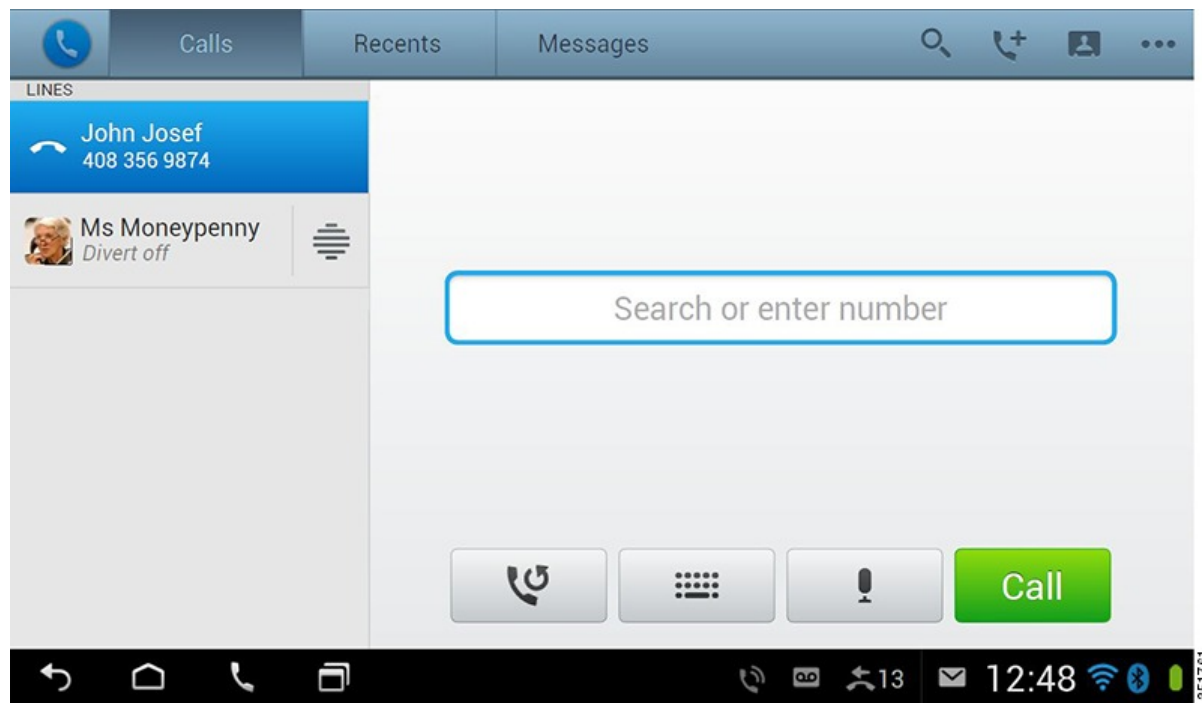 Calls
Recents
Messages
LINES
John Josef
408 356 9874
Ms Moneypenny
Divert off
Search or enter number
Call
13
12:48